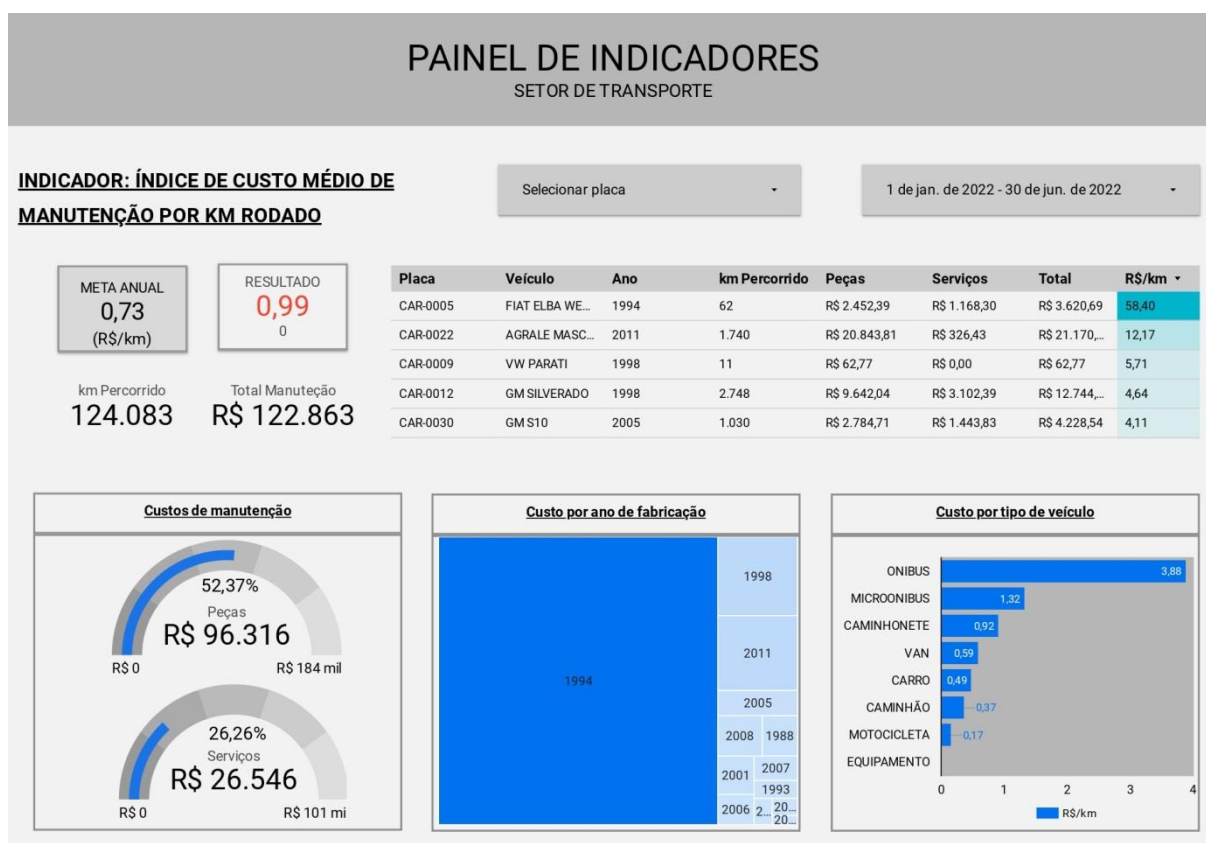 PAINEL DE INDICADORES
SETOR DE TRANSPORTE
INDICADOR: ÍNDICE DE CUSTO MÉDIO DE
MANUTENÇÃO POR KM RODADO
Selecionar placa
1 de jan. de 2022 - 30 de jun. de 2022
META ANUAL
0,73
(R$/km)
RESULTADO
0,99
0
km Percorrido
124.083
Total Manuteção
R$ 122.863
Placa Veículo Ano km Percorrido Peças Serviços Total R$/km
CAR-0005 FIAT ELBA WE... 1994 62 R$ 2.452,39 R$ 1.168,30 R$ 3.620,69 58,40
CAR-0022 AGRALE MASC... 2011 1.740 R$ 20.843,81 R$ 326,43 R$ 21.170,... 12,17
CAR-0009 VW PARATI 1998 11 R$ 62,77 R$ 0,00 R$ 62,77 5,71
CAR-0012 GM SILVERADO 1998 2.748 R$ 9.642,04 R$ 3.102,39 R$ 12.744,... 4,64
CAR-0030 GM S10 2005 1.030 R$ 2.784,71 R$ 1.443,83 R$ 4.228,54 4,11
Custos de manutenção
52,37%
Peças
R$ 96.316
R$ 0 R$ 184 mil
26,26%
Serviços
R$ 26.546
R$ 0 R$ 101 mi
Custo por ano de fabricação
1994
1998
2011
2005
2008 1988
2001 2007
1993
2006 2... 20...
20...
Custo por tipo de veículo
ONIBUS 3,88
MICROONIBUS 1,32
CAMINHONETE 0,92
VAN 0,59
CARRO 0,49
CAMINHÃO 0,37
MOTOCICLETA 0,17
EQUIPAMENTO
0 1 2 3 4
R$/km